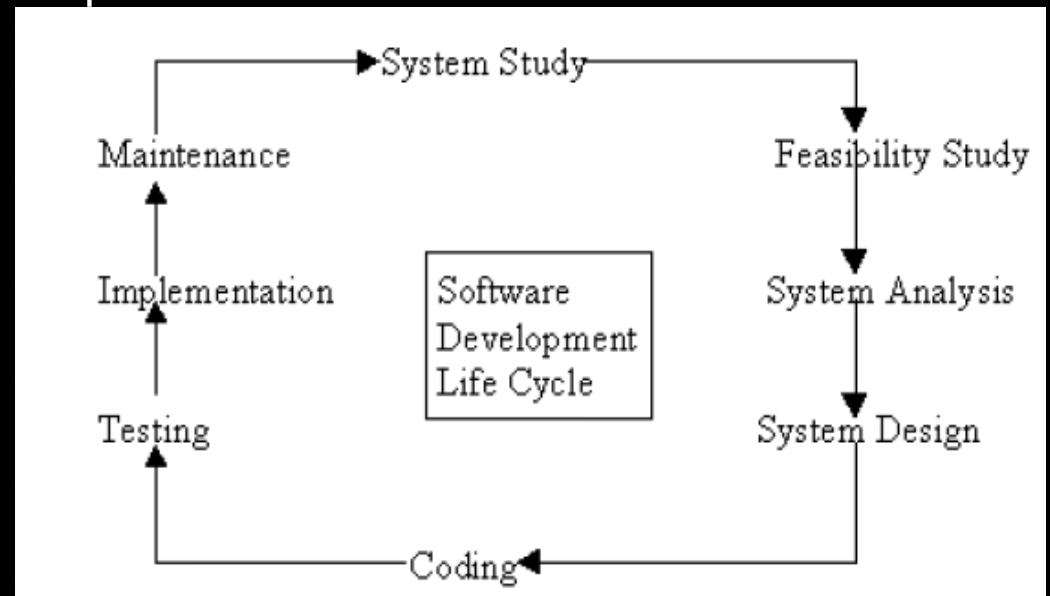 System Study
Maintenance
Feasibility Study
Implementation
Software
Development
Life Cycle
System Analysis
Testing
System Design
Coding